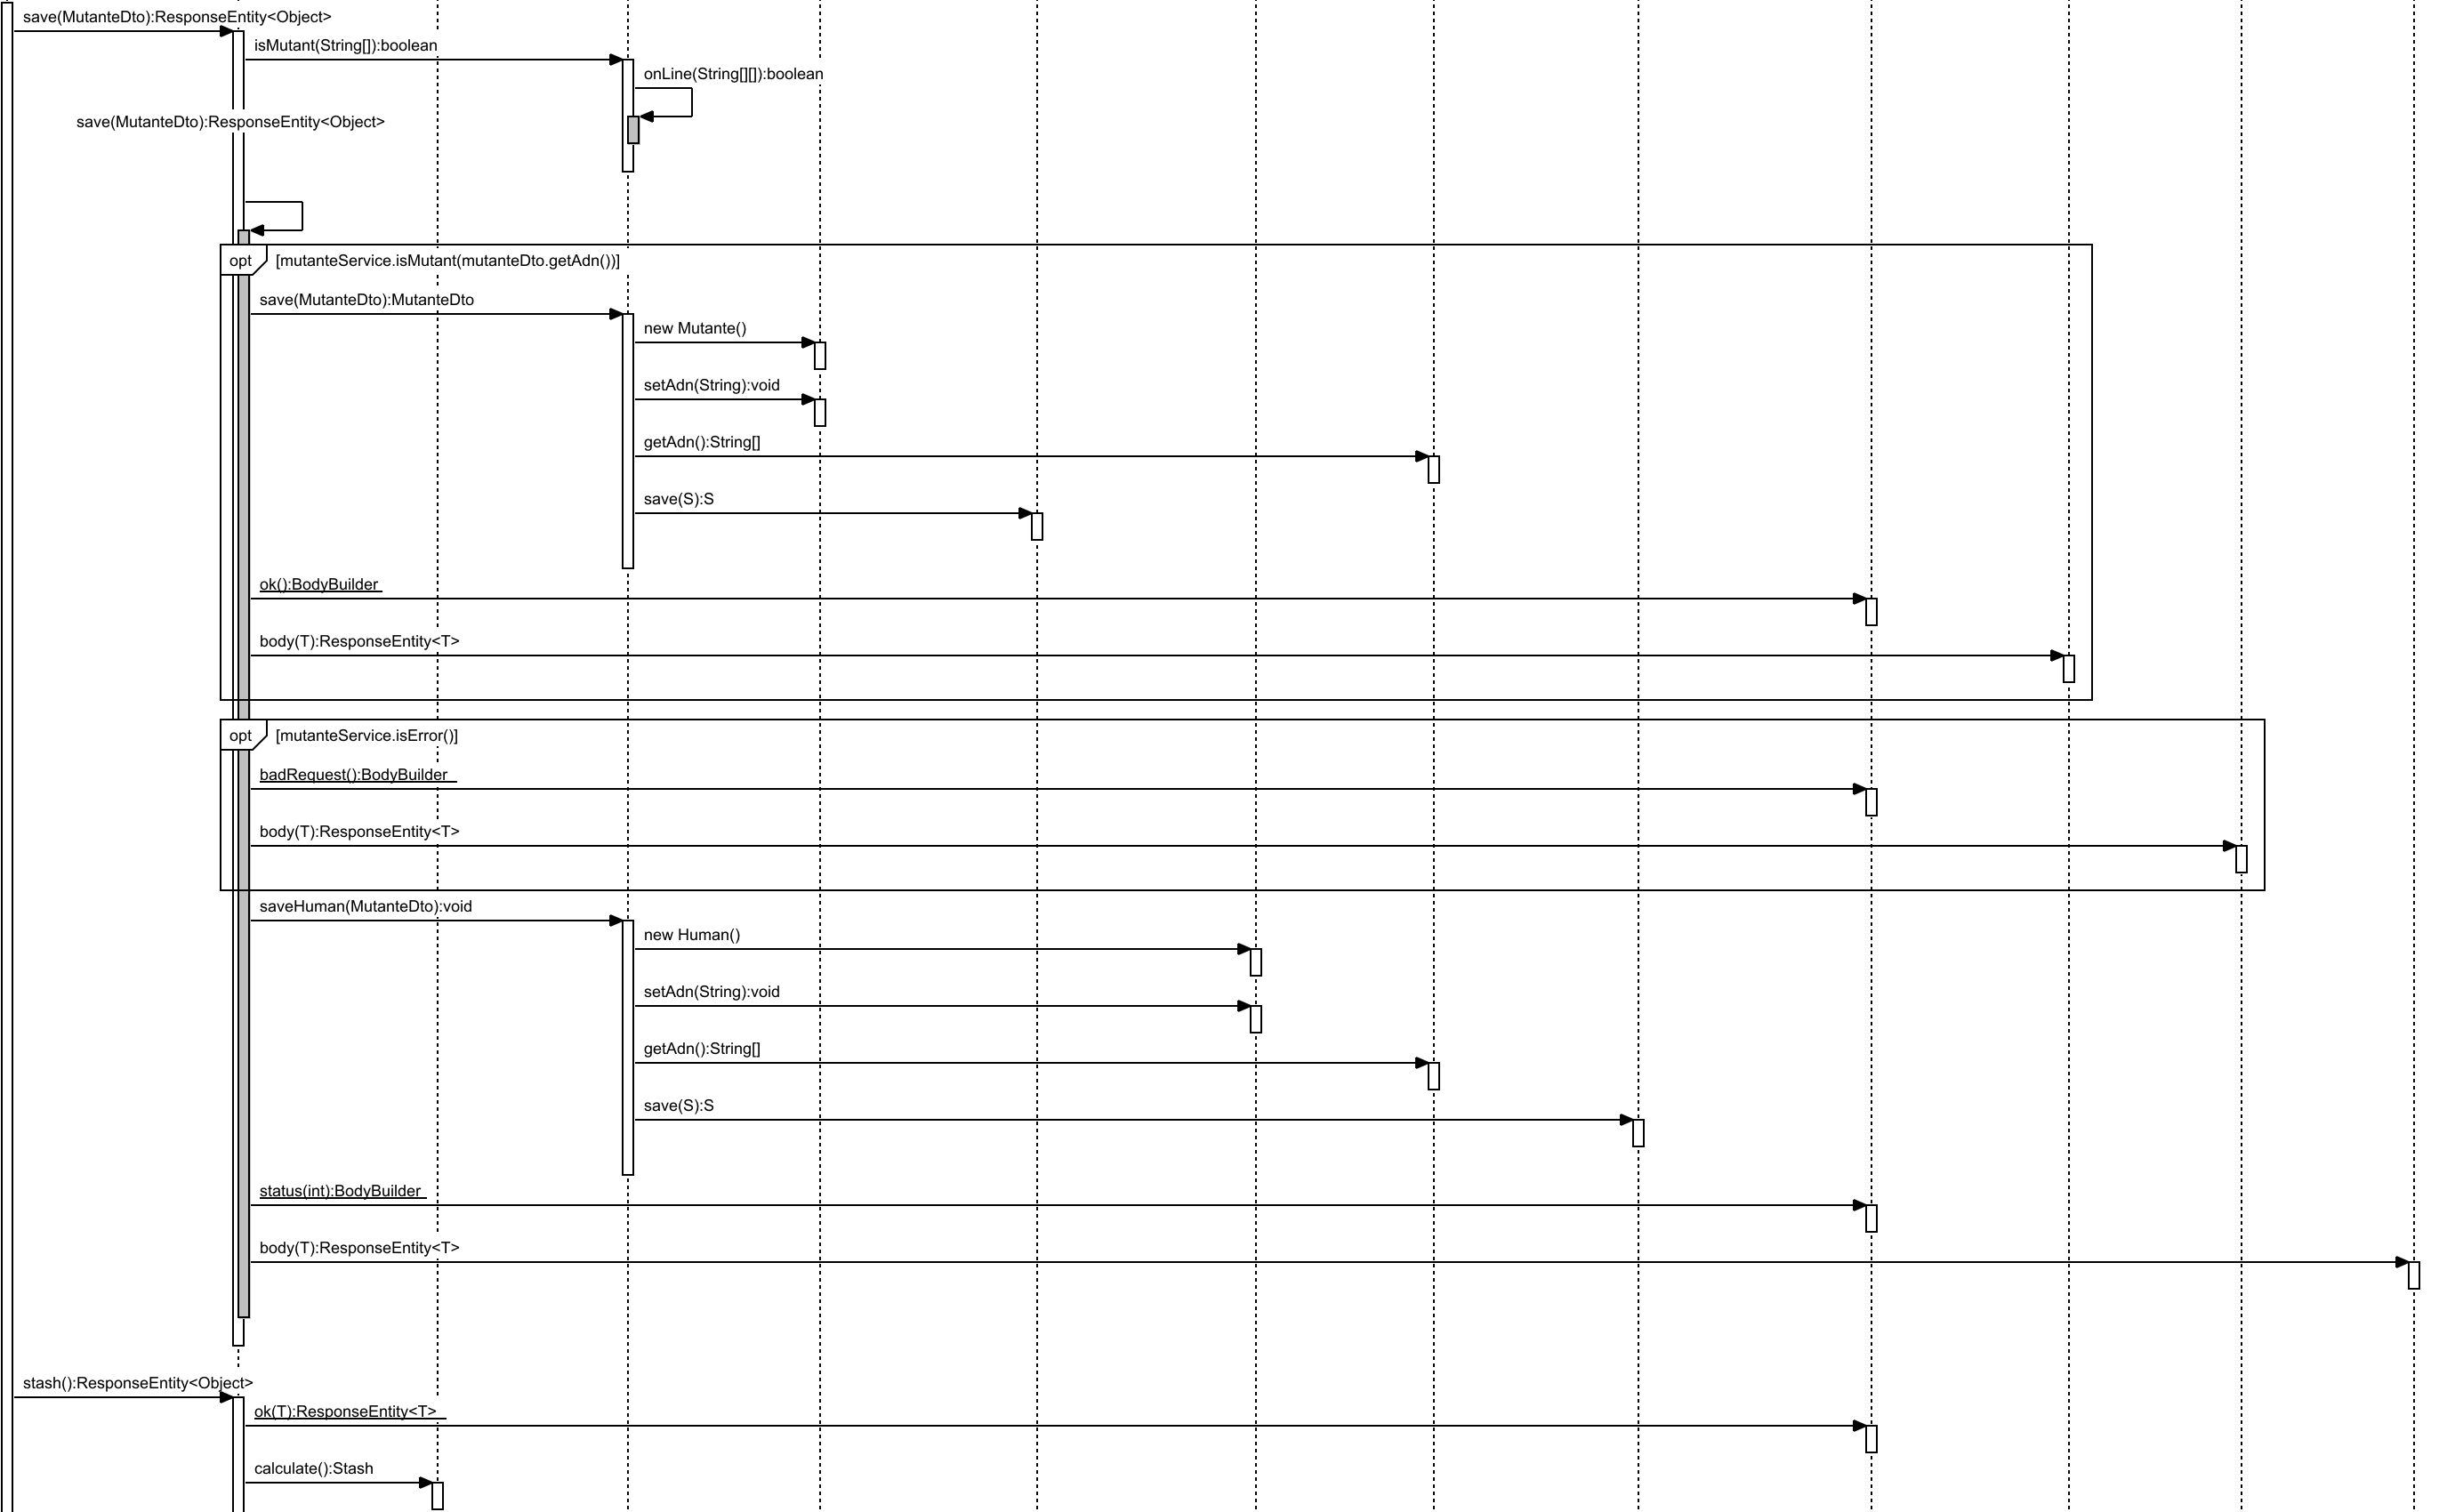 save(MutanteDto):ResponseEntity<Object>
isMutant(String[]):boolean
onLine(String[][]):boolean
save(MutanteDto):ResponseEntity<Object>
opt [mutanteService.isMutant(mutanteDto.getAdn())]
save(MutanteDto):MutanteDto
new Mutante()
setAdn(String):void
getAdn():String[]
save(S):S
ok():BodyBuilder
body(T):ResponseEntity<T>
opt [mutanteService.isError()]
badRequest():BodyBuilder
body(T):ResponseEntity<T>
saveHuman(MutanteDto):void
new Human()
setAdn(String):void
getAdn():String[]
save(S):S
status(int):BodyBuilder
body(T):ResponseEntity<T>
stash():ResponseEntity<Object>
ok(T):ResponseEntity<T>
calculate():Stash